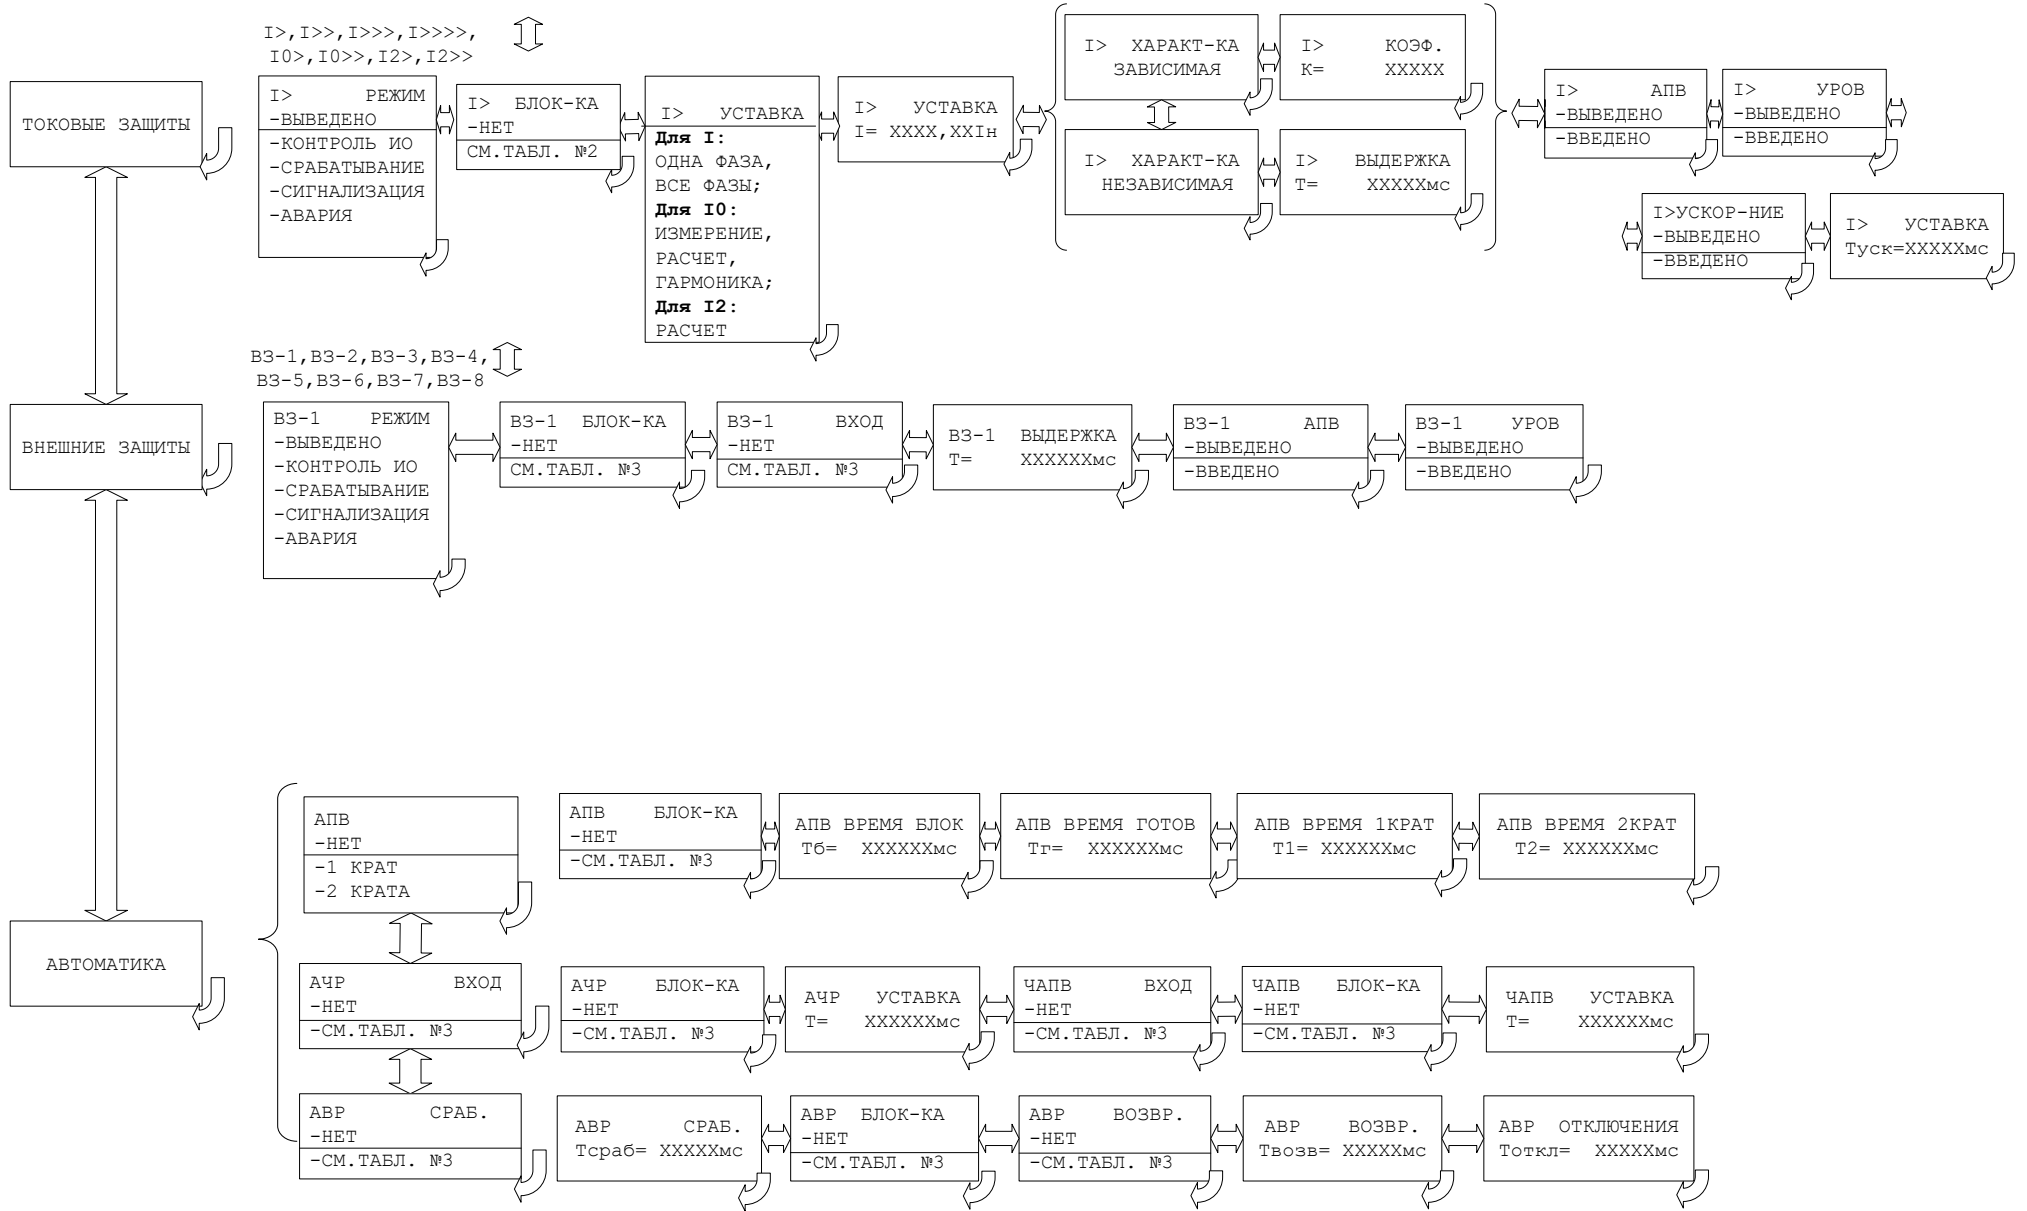 I>,I>>,I>>>,I>>>>,
I0>,I0>>,I2>,I2>>
ТОКОВЫЕ ЗАЩИТЫ
I> РЕЖИМ
-ВЫВЕДЕНО
-КОНТРОЛЬ ИО
-СРАБАТЫВАНИЕ
-СИГНАЛИЗАЦИЯ
-АВАРИЯ
I> БЛОК-КА
-НЕТ
СМ.ТАБЛ. №2
I> УСТАВКА
Для I:
ОДНА ФАЗА,
ВСЕ ФАЗЫ;
Для I0:
ИЗМЕРЕНИЕ,
РАСЧЕТ,
ГАРМОНИКА;
Для I2:
РАСЧЕТ
I> УСТАВКА
I= XXXX,XXIн
I> ХАРАКТ-КА
ЗАВИСИМАЯ
I> КОЭФ.
К= XXXXX
I> ХАРАКТ-КА
НЕЗАВИСИМАЯ
I> ВЫДЕРЖКА
Т= XXXXXмс
I> АПВ
-ВЫВЕДЕНО
-ВВЕДЕНО
I> УРОВ
-ВЫВЕДЕНО
-ВВЕДЕНО
I>УСКОР-НИЕ
-ВЫВЕДЕНО
-ВВЕДЕНО
I> УСТАВКА
Туск=XXXXXмс
ВЗ-1,ВЗ-2,ВЗ-3,ВЗ-4,
ВЗ-5,ВЗ-6,ВЗ-7,ВЗ-8
ВНЕШНИЕ ЗАЩИТЫ
ВЗ-1 РЕЖИМ
-ВЫВЕДЕНО
-КОНТРОЛЬ ИО
-СРАБАТЫВАНИЕ
-СИГНАЛИЗАЦИЯ
-АВАРИЯ
ВЗ-1 БЛОК-КА
-НЕТ
СМ.ТАБЛ. №3
ВЗ-1 ВХОД
-НЕТ
СМ.ТАБЛ. №3
ВЗ-1 ВЫДЕРЖКА
Т= XXXXXXмс
ВЗ-1 АПВ
-ВЫВЕДЕНО
-ВВЕДЕНО
ВЗ-1 УРОВ
-ВЫВЕДЕНО
-ВВЕДЕНО
АВТОМАТИКА
АПВ
-НЕТ
-1 КРАТ
-2 КРАТА
АПВ БЛОК-КА
-НЕТ
-СМ.ТАБЛ. №3
АПВ ВРЕМЯ БЛОК
Тб= XXXXXXмс
АПВ ВРЕМЯ ГОТОВ
Тг= XXXXXXмс
АПВ ВРЕМЯ 1КРАТ
Т1= XXXXXXмс
АПВ ВРЕМЯ 2КРАТ
Т2= XXXXXXмс
АЧР ВХОД
-НЕТ
-СМ.ТАБЛ. №3
АЧР БЛОК-КА
-НЕТ
-СМ.ТАБЛ. №3
АЧР УСТАВКА
Т= XXXXXXмс
ЧАПВ ВХОД
-НЕТ
-СМ.ТАБЛ. №3
ЧАПВ БЛОК-КА
-НЕТ
-СМ.ТАБЛ. №3
ЧАПВ УСТАВКА
Т= XXXXXXмс
АВР СРАБ.
-НЕТ
-СМ.ТАБЛ. №3
АВР СРАБ.
Тсраб= XXXXXмс
АВР БЛОК-КА
-НЕТ
-СМ.ТАБЛ. №3
АВР ВОЗВР.
-НЕТ
-СМ.ТАБЛ. №3
АВР ВОЗВР.
Твозв= XXXXXмс
АВР ОТКЛЮЧЕНИЯ
Тоткл= XXXXXмс